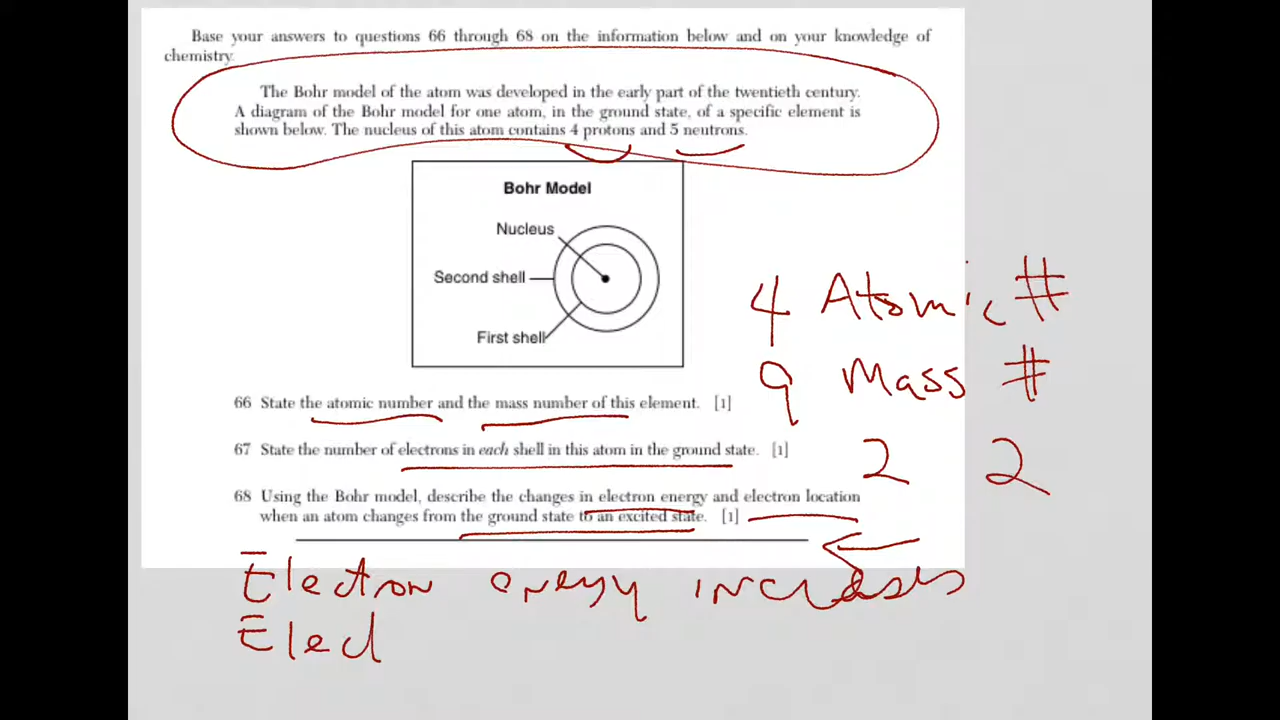 Base your answers to questions 66 through 68 on the information below and on your knowledge of
chemistry.
The Bohr model of the atom was developed in the early part of the twentieth century.
A diagram of the Bohr model for one atom, in the ground state, of a specific element is
shown below. The nucleus of this atom contains 4 protons and 5 neutrons.
Bohr Model
Nucleus
Second shell
First shell
4 Atomic #
9 Mass #
66 State the atomic number and the mass number of this element. [1]
67 State the number of electrons in each shell in this atom in the ground state. [1]
2 2
68 Using the Bohr model, describe the changes in electron energy and electron location
when an atom changes from the ground state to an excited state. [1]
Electron energy increases
Elect